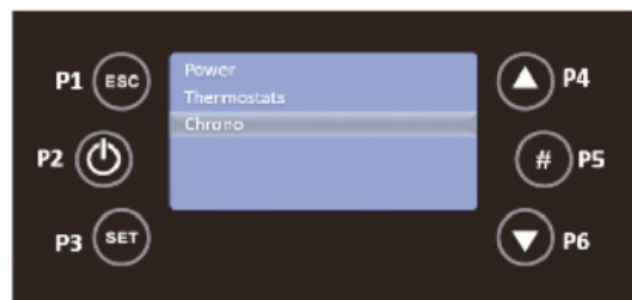 P1 ESC
P2
P3 SET
Power
Thermostats
Chrono
P4
# P5
P6